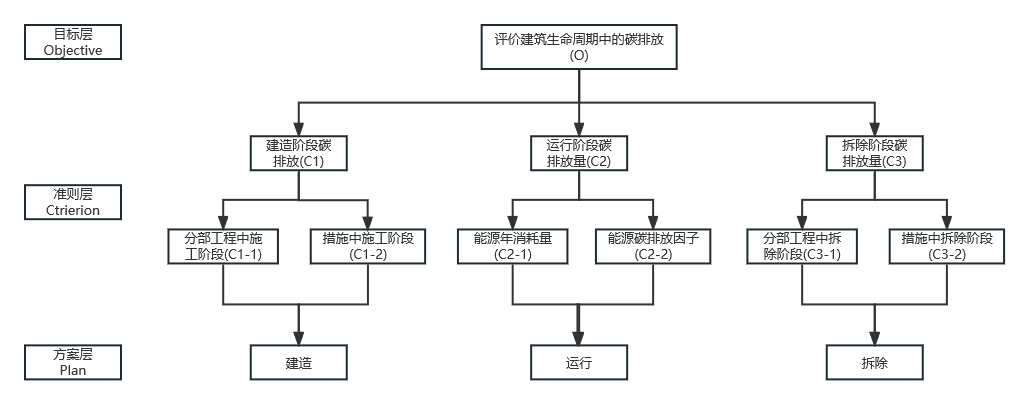 目标层
Objective
评价建筑生命周期中的碳排放
(O)
建造阶段碳
排放(C1)
运行阶段碳
排放量(C2)
拆除阶段碳
排放量(C3)
准则层
Ctrierion
分部工程中施
工阶段(C1-1)
措施中施工阶段
(C1-2)
能源年消耗量
(C2-1)
能源碳排放因子
(C2-2)
分部工程中拆
除阶段(C3-1)
措施中拆除阶段
(C3-2)
方案层
Plan
建造
运行
拆除